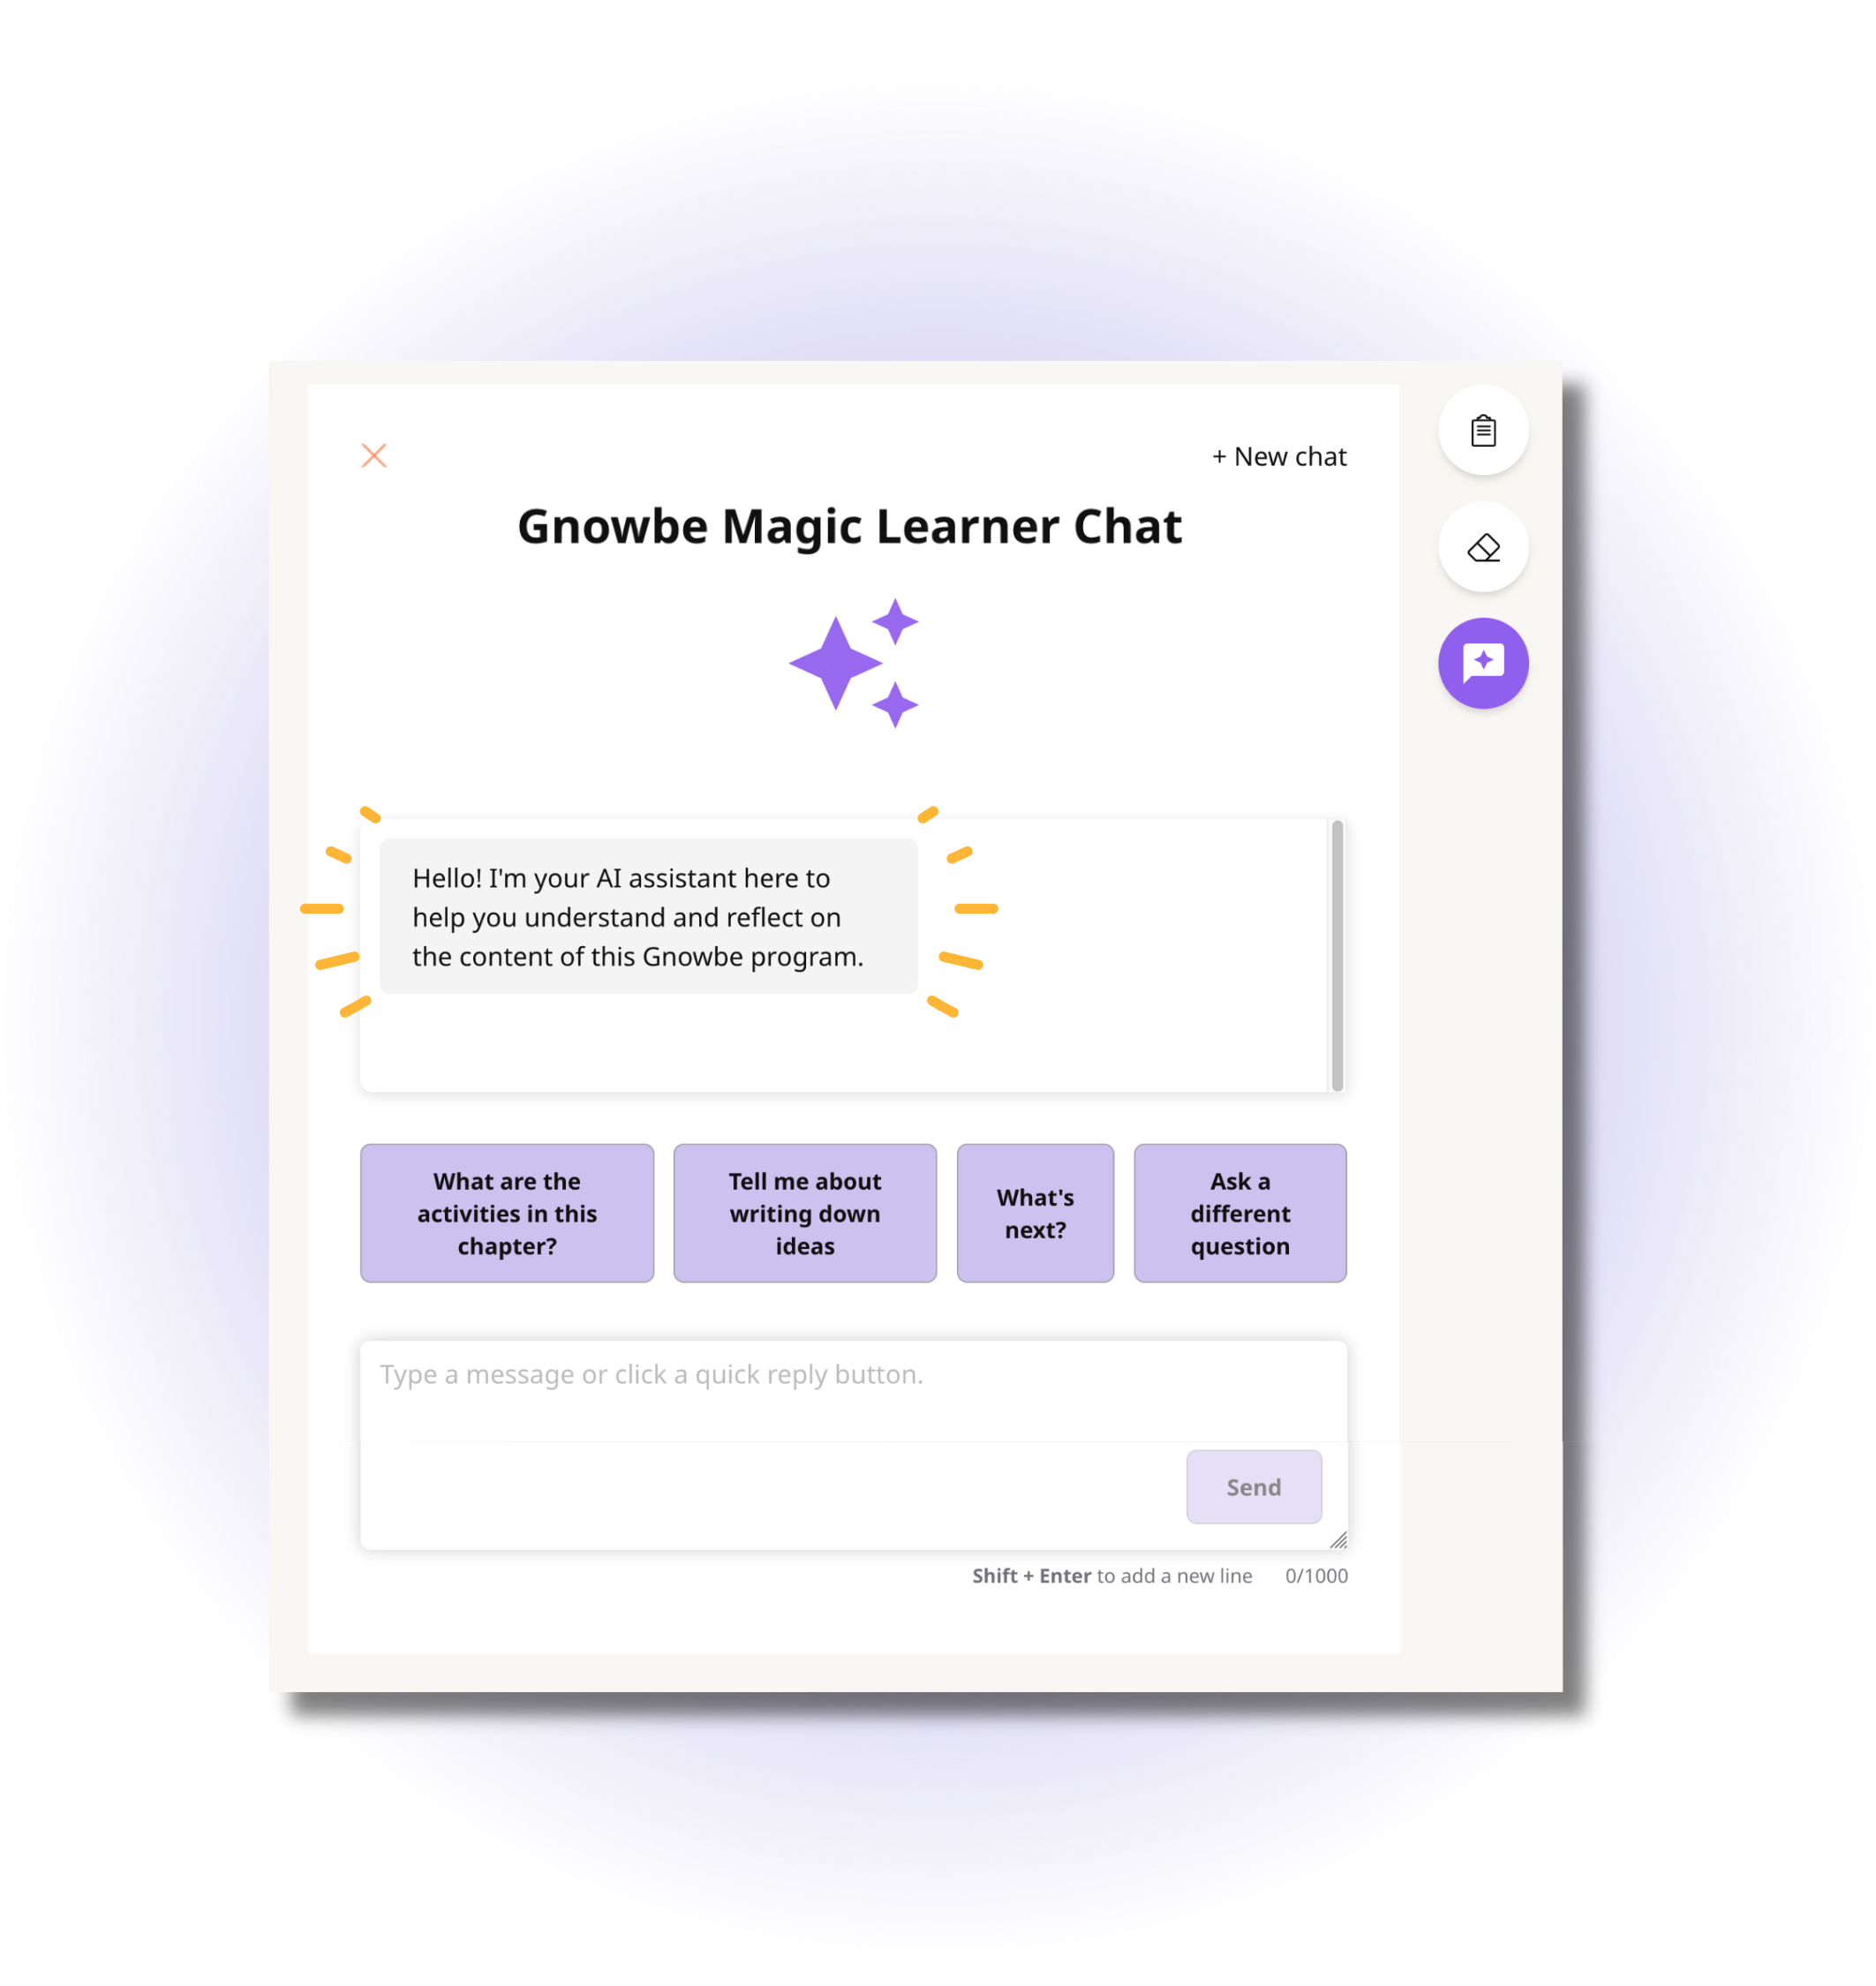 + New chat
Gnowbe Magic Learner Chat
Hello! I'm your AI assistant here to
help you understand and reflect on
the content of this Gnowbe program.
What are the
activities in this
chapter?
Tell me about
writing down
ideas
What's
next?
Ask a
different
question
Type a message or click a quick reply button.
Send
Shift + Enter to add a new line 0/1000